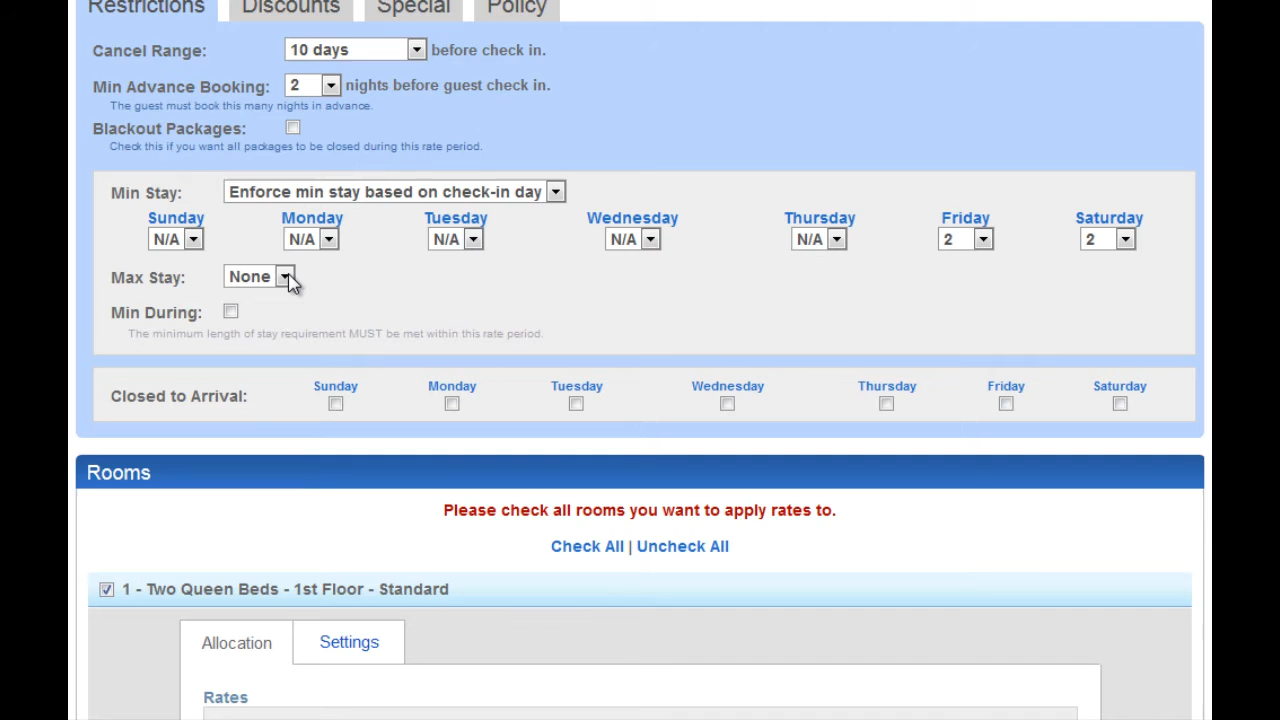 Restrictions Discounts Special Policy
Cancel Range: 10 days before check in.
Min Advance Booking: 2 nights before guest check in.
The guest must book this many nights in advance.
Blackout Packages:
Check this if you want all packages to be closed during this rate period.
Min Stay: Enforce min stay based on check-in day
Sunday Monday Tuesday Wednesday Thursday Friday Saturday
N/A N/A N/A N/A N/A 2 2
Max Stay: None
Min During:
The minimum length of stay requirement MUST be met within this rate period.
Sunday Monday Tuesday Wednesday Thursday Friday Saturday
Closed to Arrival:
Rooms
Please check all rooms you want to apply rates to.
Check All | Uncheck All
1 - Two Queen Beds - 1st Floor - Standard
Allocation Settings
Rates